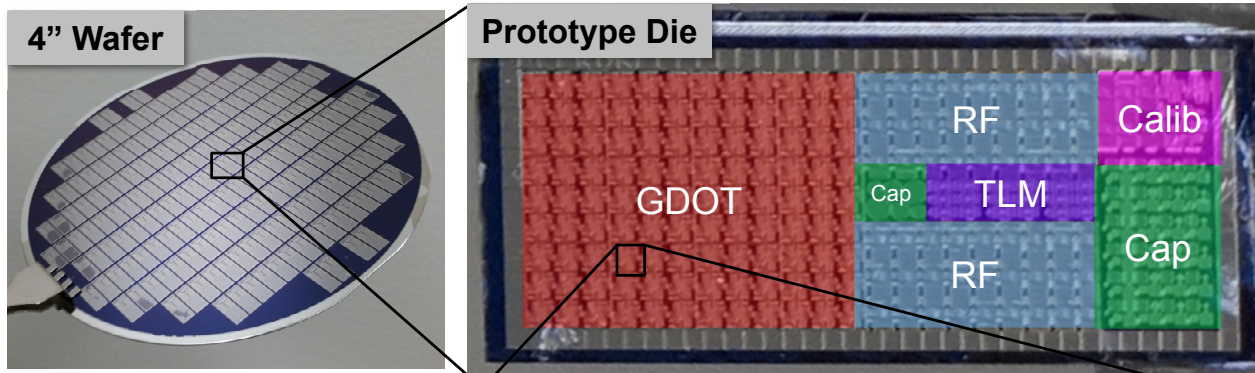 4” Wafer
Prototype Die
RF
Calib
GDOT
Cap
TLM
Cap
RF